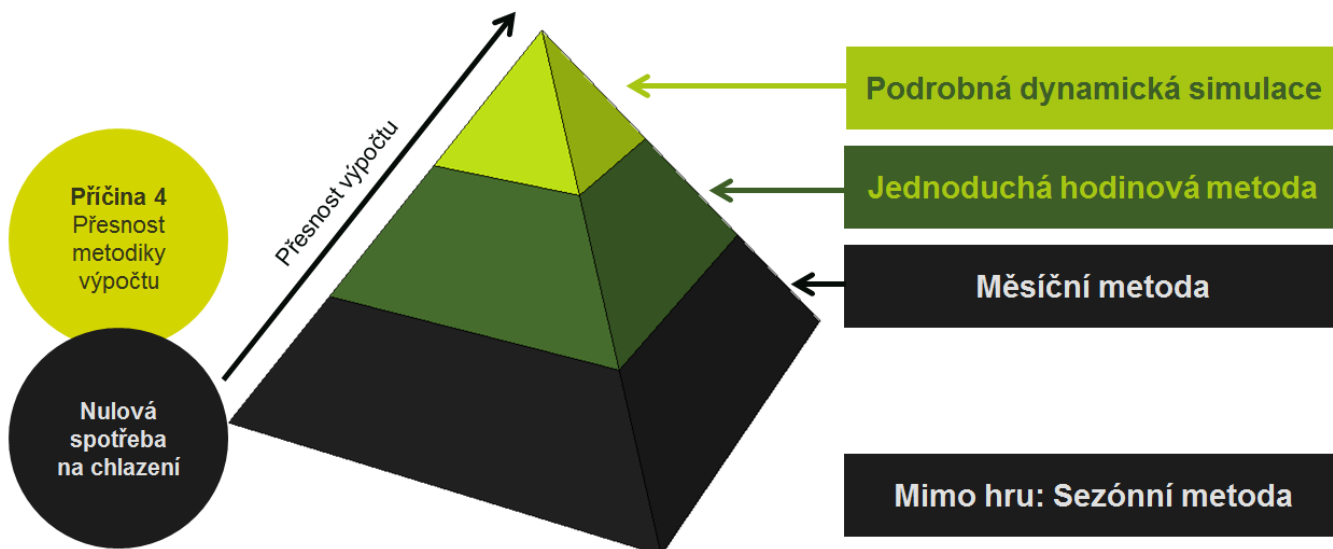 Příčina 4
Přesnost
metodiky
výpočtu
Nulová
spotřeba
na chlazení
Přesnost výpočtu
Podrobná dynamická simulace
Jednoduchá hodinová metoda
Měsíční metoda
Mimo hru: Sezónní metoda